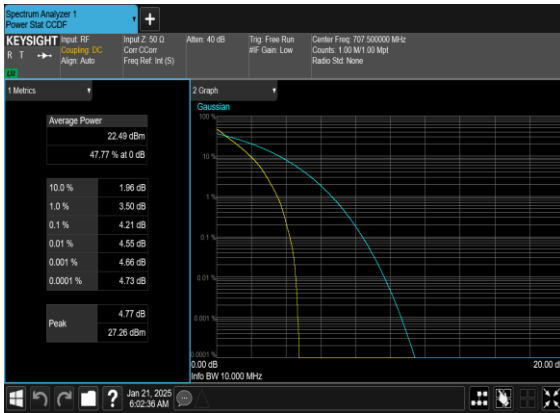 Spectrum Analyzer 1
Power Stat CCDF
KEYSIGHT
R T
LXI
Input: RF
Coupling: DC
Align: Auto
Input Z: 50 Ω
Corr CCorr
Freq Ref: Int (S)
Atten: 40 dB
Trig: Free Run
#IF Gain: Low
Center Freq: 707.500000 MHz
Counts: 1.00 M/1.00 Mpt
Radio Std: None
1 Metrics
Average Power
22.49 dBm
47.77 % at 0 dB
10.0 % 1.96 dB
1.0 % 3.50 dB
0.1 % 4.21 dB
0.01 % 4.55 dB
0.001 % 4.66 dB
0.0001 % 4.73 dB
Peak 4.77 dB
27.26 dBm
2 Graph
Gaussian
100 %
10 %
1 %
0.1 %
0.01 %
0.001 %
0.0001 %
0.00 dB
20.00 d
Info BW 10.000 MHz
Jan 21, 2025
6:02:36 AM